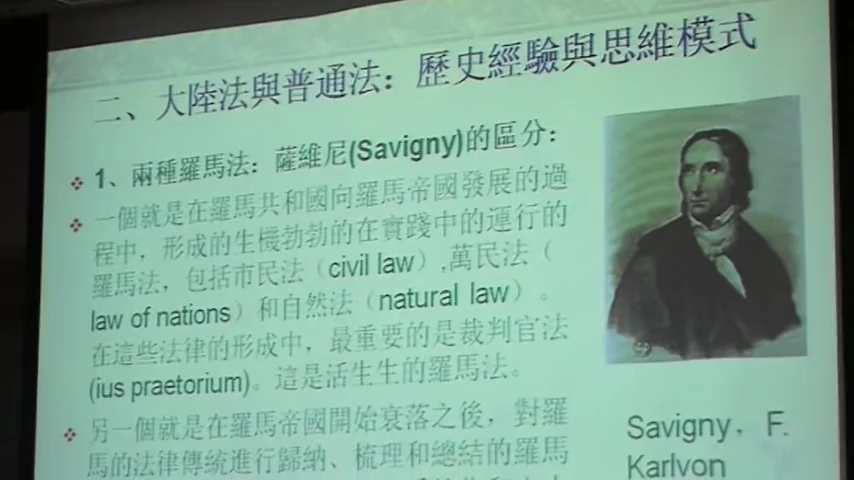 二、大陸法與普通法：歷史經驗與思維模式
1、兩種羅馬法：薩維尼(Savigny)的區分：
一個就是在羅馬共和國向羅馬帝國發展的過
程中，形成的生機勃勃的在實踐中的運行的
羅馬法，包括市民法（civil law）,萬民法（
law of nations）和自然法（natural law）。
在這些法律的形成中，最重要的是裁判官法
(ius praetorium)。這是活生生的羅馬法。
另一個就是在羅馬帝國開始衰落之後，對羅
馬的法律傳統進行歸納、梳理和總結的羅馬
Savigny，F.
Karlvon